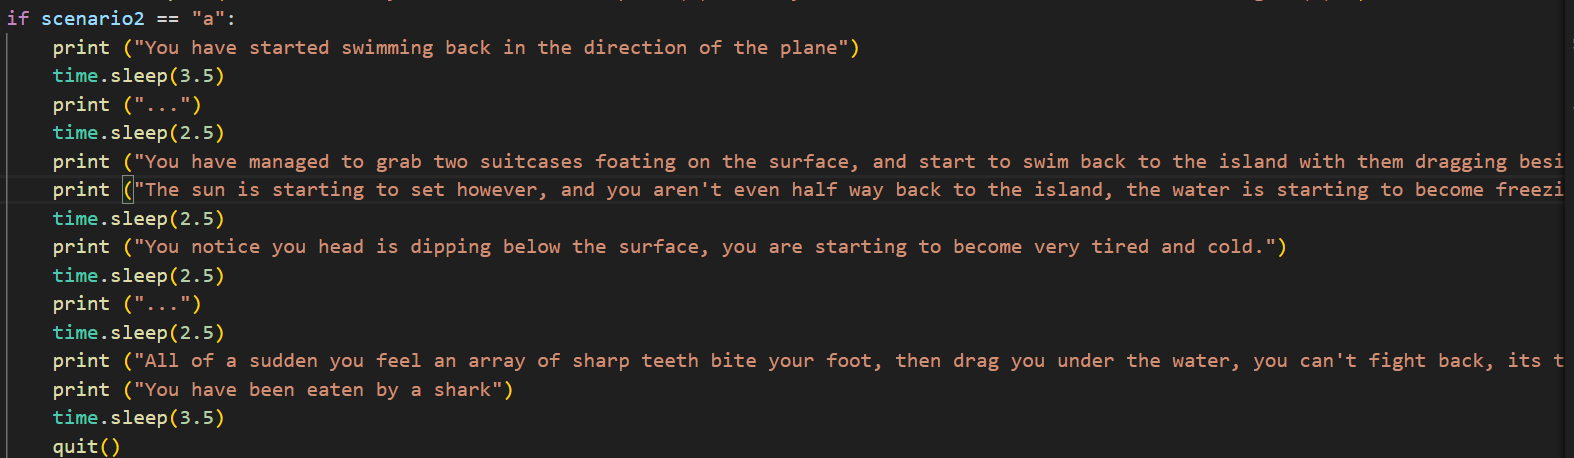 if scenario2 == "a":
    print ("You have started swimming back in the direction of the plane")
    time.sleep(3.5)
    print ("...")
    time.sleep(2.5)
    print ("You have managed to grab two suitcases foating on the surface, and start to swim back to the island with them dragging besi
    print ("The sun is starting to set however, and you aren't even half way back to the island, the water is starting to become freezi
    time.sleep(2.5)
    print ("You notice you head is dipping below the surface, you are starting to become very tired and cold.")
    time.sleep(2.5)
    print ("...")
    time.sleep(2.5)
    print ("All of a sudden you feel an array of sharp teeth bite your foot, then drag you under the water, you can't fight back, its t
    print ("You have been eaten by a shark")
    time.sleep(3.5)
    quit()